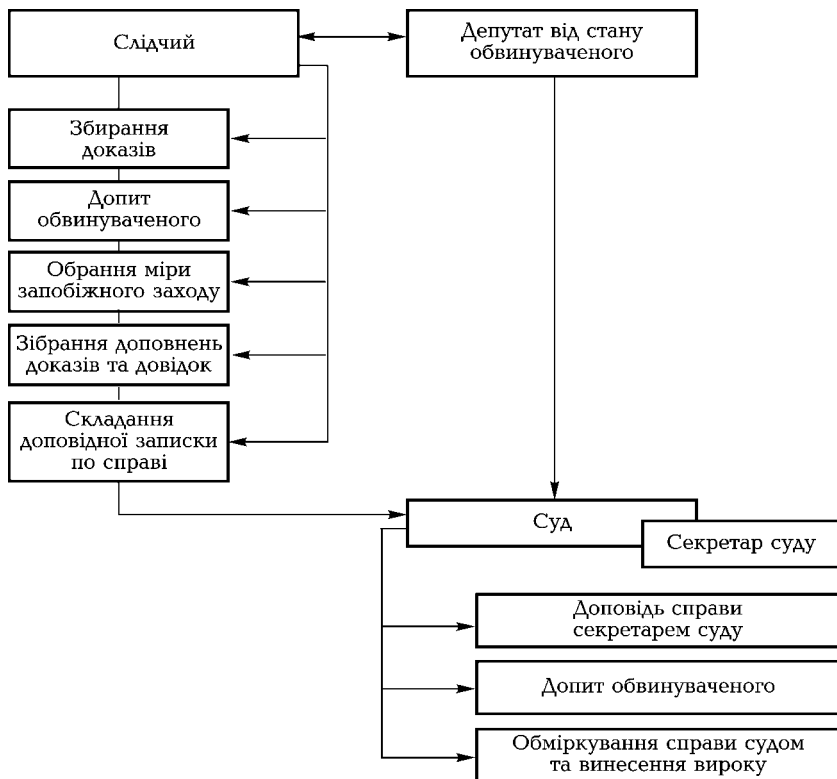 Слідчий
Депутат від стану
обвинуваченого
Збирання
доказів
Допит
обвинуваченого
Обрання міри
запобіжного заходу
Зібрання доповнень
доказів та довідок
Складання
доповідної записки
по справі
Суд
Секретар суду
Доповідь справи
секретарем суду
Допит обвинуваченого
Обміркування справи судом
та винесення вироку